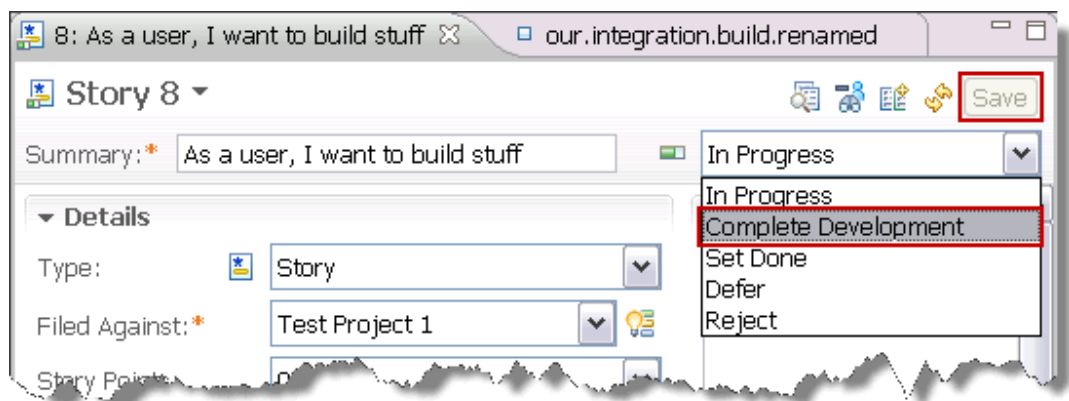 8: As a user, I want to build stuff
our.integration.build.renamed
Story 8
Save
Summary:* As a user, I want to build stuff
In Progress
In Progress
Complete Development
Set Done
Defer
Reject
Details
Type: Story
Filed Against:* Test Project 1
Story